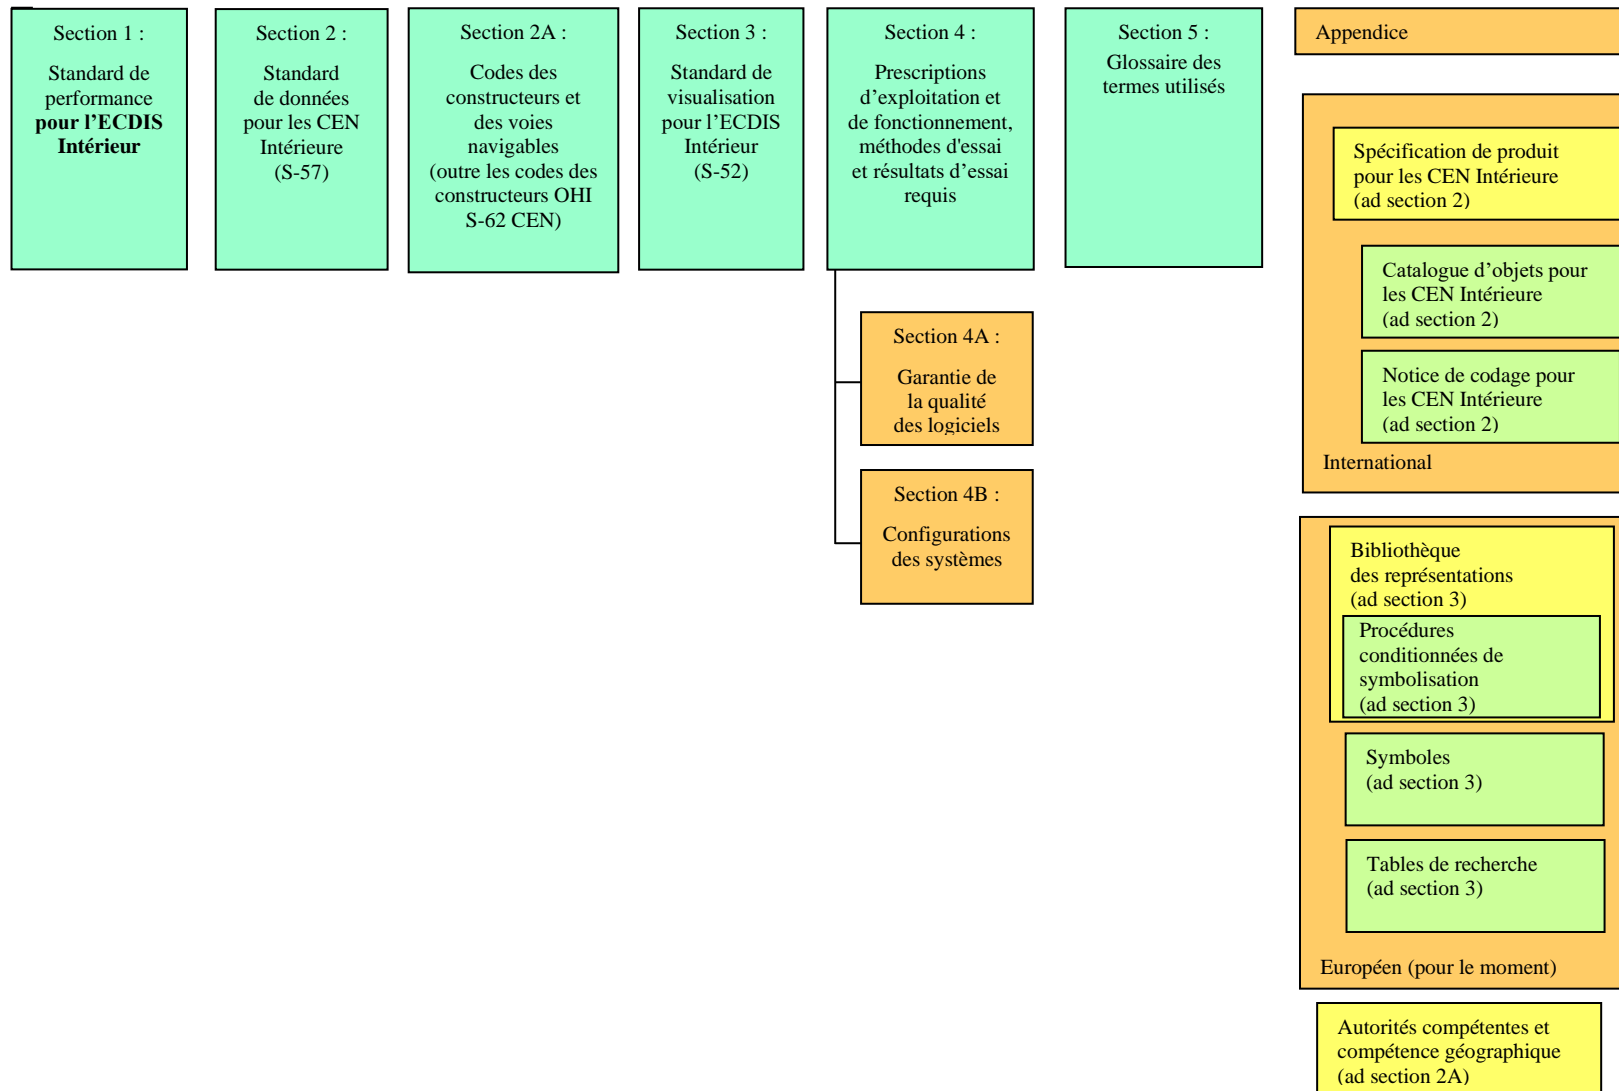 Section 1 :
Standard de
performance
pour l'ECDIS
Intérieur
Section 2 :
Standard
de données
pour les CEN
Intérieure
(S-57)
Section 2A :
Codes des
constructeurs et
des voies
navigables
(outre les codes des
constructeurs OHI
S-62 CEN)
Section 3 :
Standard de
visualisation
pour l'ECDIS
Intérieur
(S-52)
Section 4 :
Prescriptions
d'exploitation et
de fonctionnement,
méthodes d'essai
et résultats d'essai
requis
Section 4A :
Garantie de
la qualité
des logiciels
Section 4B :
Configurations
des systèmes
Section 5 :
Glossaire des
termes utilisés
Appendice
Spécification de produit
pour les CEN Intérieure
(ad section 2)
Catalogue d'objets pour
les CEN Intérieure
(ad section 2)
Notice de codage pour
les CEN Intérieure
(ad section 2)
International
Bibliothèque
des représentations
(ad section 3)
Procédures
conditionnées de
symbolisation
(ad section 3)
Symboles
(ad section 3)
Tables de recherche
(ad section 3)
Européen (pour le moment)
Autorités compétentes et
compétence géographique
(ad section 2A)